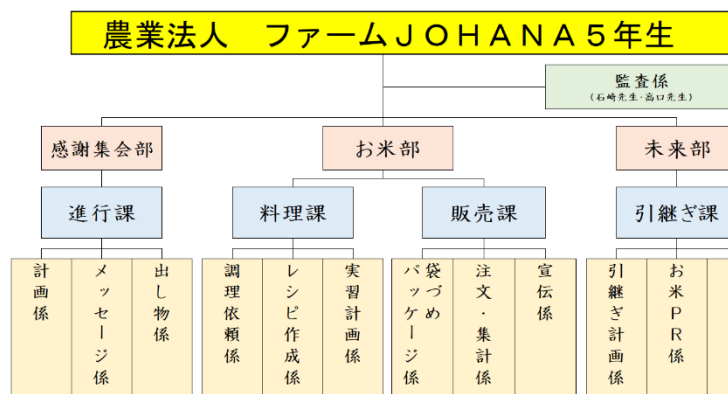 農業法人　ファームＪＯＨＡＮＡ５年生
監査係
(石崎先生・高口先生)
感謝集会部
お米部
未来部
進行課
料理課
販売課
引継ぎ課
計画係
メッセージ係
出し物係
調理依頼係
レシピ作成係
実習計画係
袋づめ
パッケージ係
注文・集計係
宣伝係
引継ぎ計画係
お米ＰＲ係